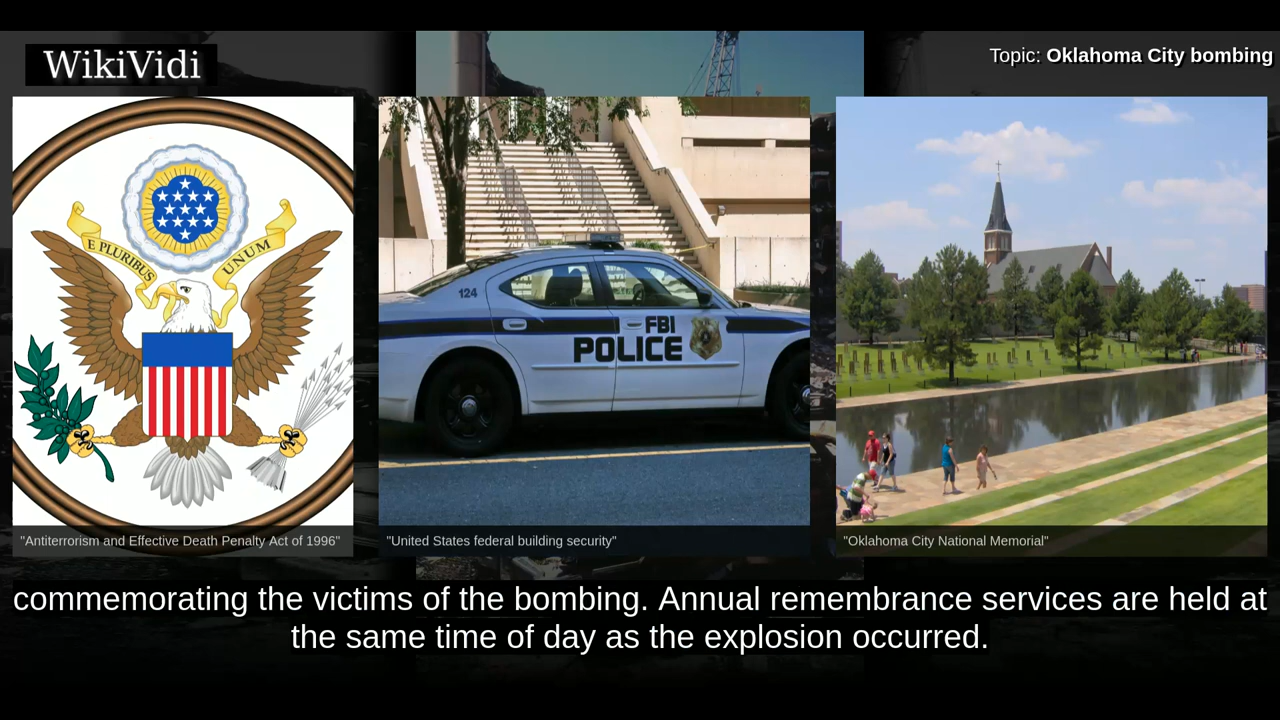 WikiVidi
Topic: Oklahoma City bombing
E PLURIBUS UNUM
124
FBI
POLICE
"Antiterrorism and Effective Death Penalty Act of 1996"
"United States federal building security"
"Oklahoma City National Memorial"
commemorating the victims of the bombing. Annual remembrance services are held at
the same time of day as the explosion occurred.